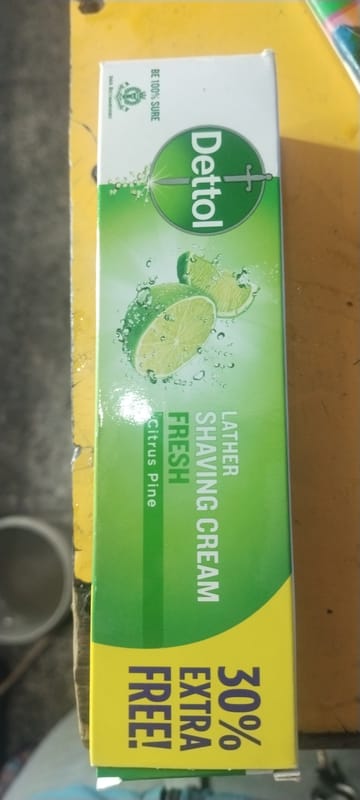 BE 100% SURE
Dettol
LATHER
SHAVING CREAM
FRESH
Citrus Pine
30%
EXTRA
FREE!